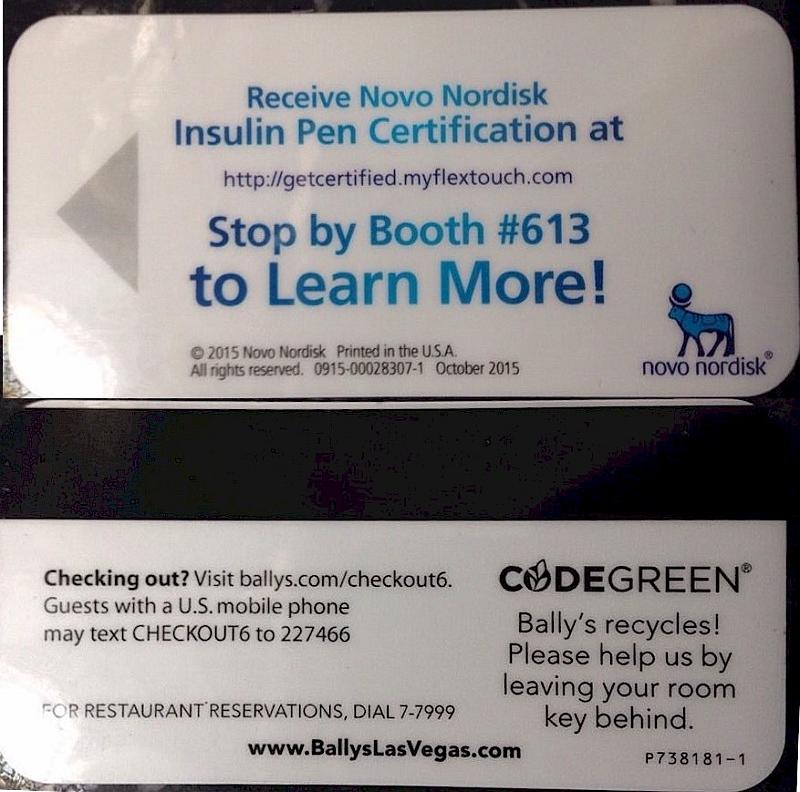 Receive Novo Nordisk
Insulin Pen Certification at
http://getcertified.myflextouch.com
Stop by Booth #613
to Learn More!
© 2015 Novo Nordisk Printed in the U.S.A.
All rights reserved. 0915-00028307-1 October 2015
novo nordisk®
Checking out? Visit ballys.com/checkout6.
Guests with a U.S. mobile phone
may text CHECKOUT6 to 227466
FOR RESTAURANT RESERVATIONS, DIAL 7-7999
www.BallysLasVegas.com
CODEGREEN®
Bally's recycles!
Please help us by
leaving your room
key behind.
P738181-1